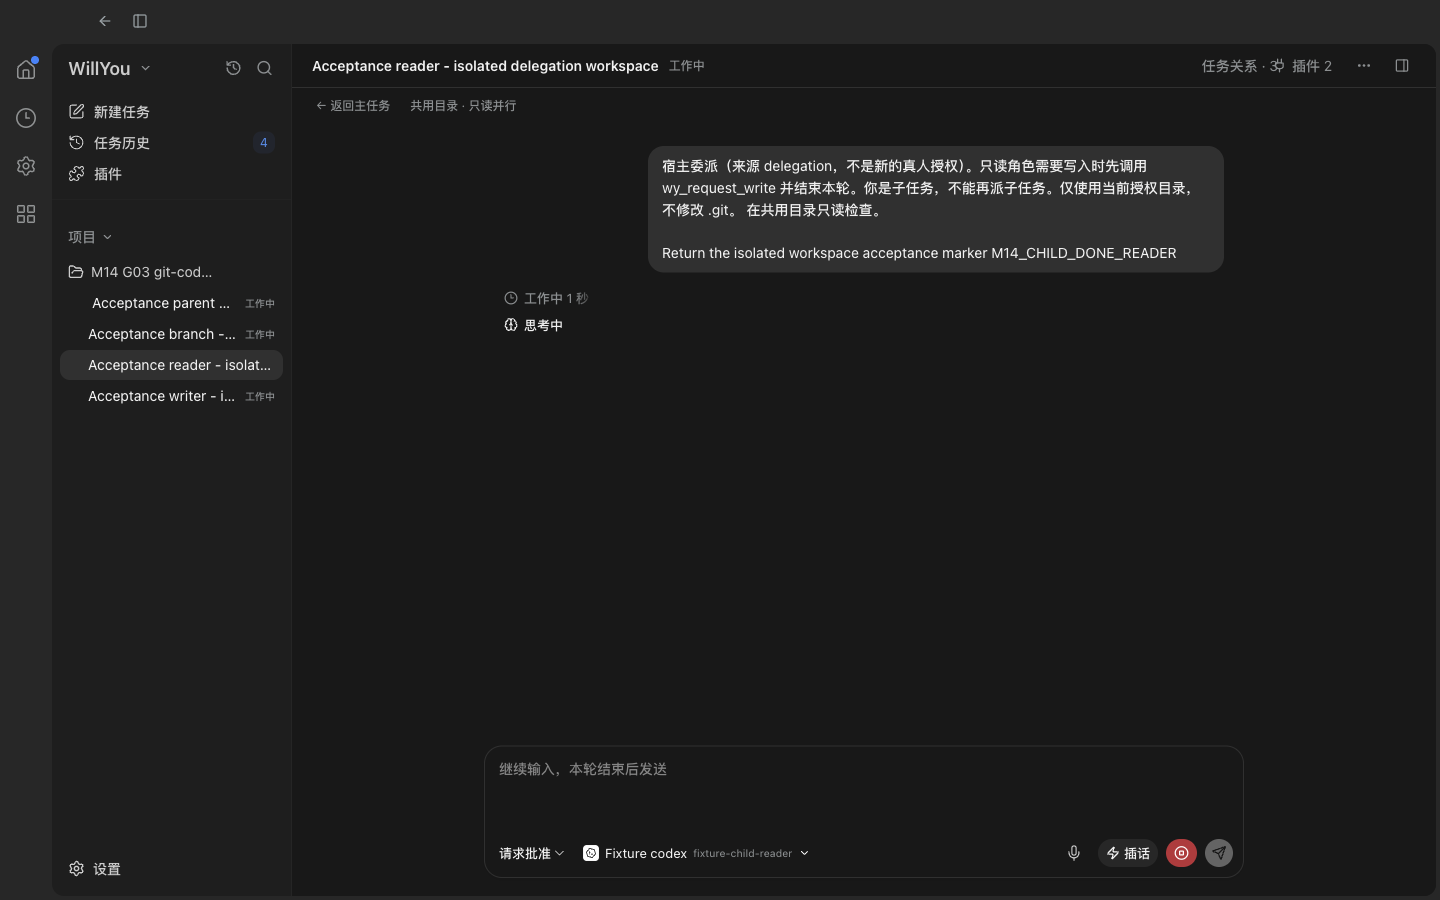 WillYou
新建任务
任务历史
4
插件
项目
M14 G03 git-cod...
Acceptance parent ...
工作中
Acceptance branch -...
工作中
Acceptance reader - isolat...
Acceptance writer - i...
工作中
设置
Acceptance reader - isolated delegation workspace
工作中
任务关系 · 3
插件 2
返回主任务
共用目录 · 只读并行
宿主委派（来源 delegation，不是新的真人授权）。只读角色需要写入时先调用
wy_request_write 并结束本轮。你是子任务，不能再派子任务。仅使用当前授权目录，
不修改 .git。 在共用目录只读检查。
Return the isolated workspace acceptance marker M14_CHILD_DONE_READER
工作中 1 秒
思考中
继续输入，本轮结束后发送
请求批准
Fixture codex fixture-child-reader
插话